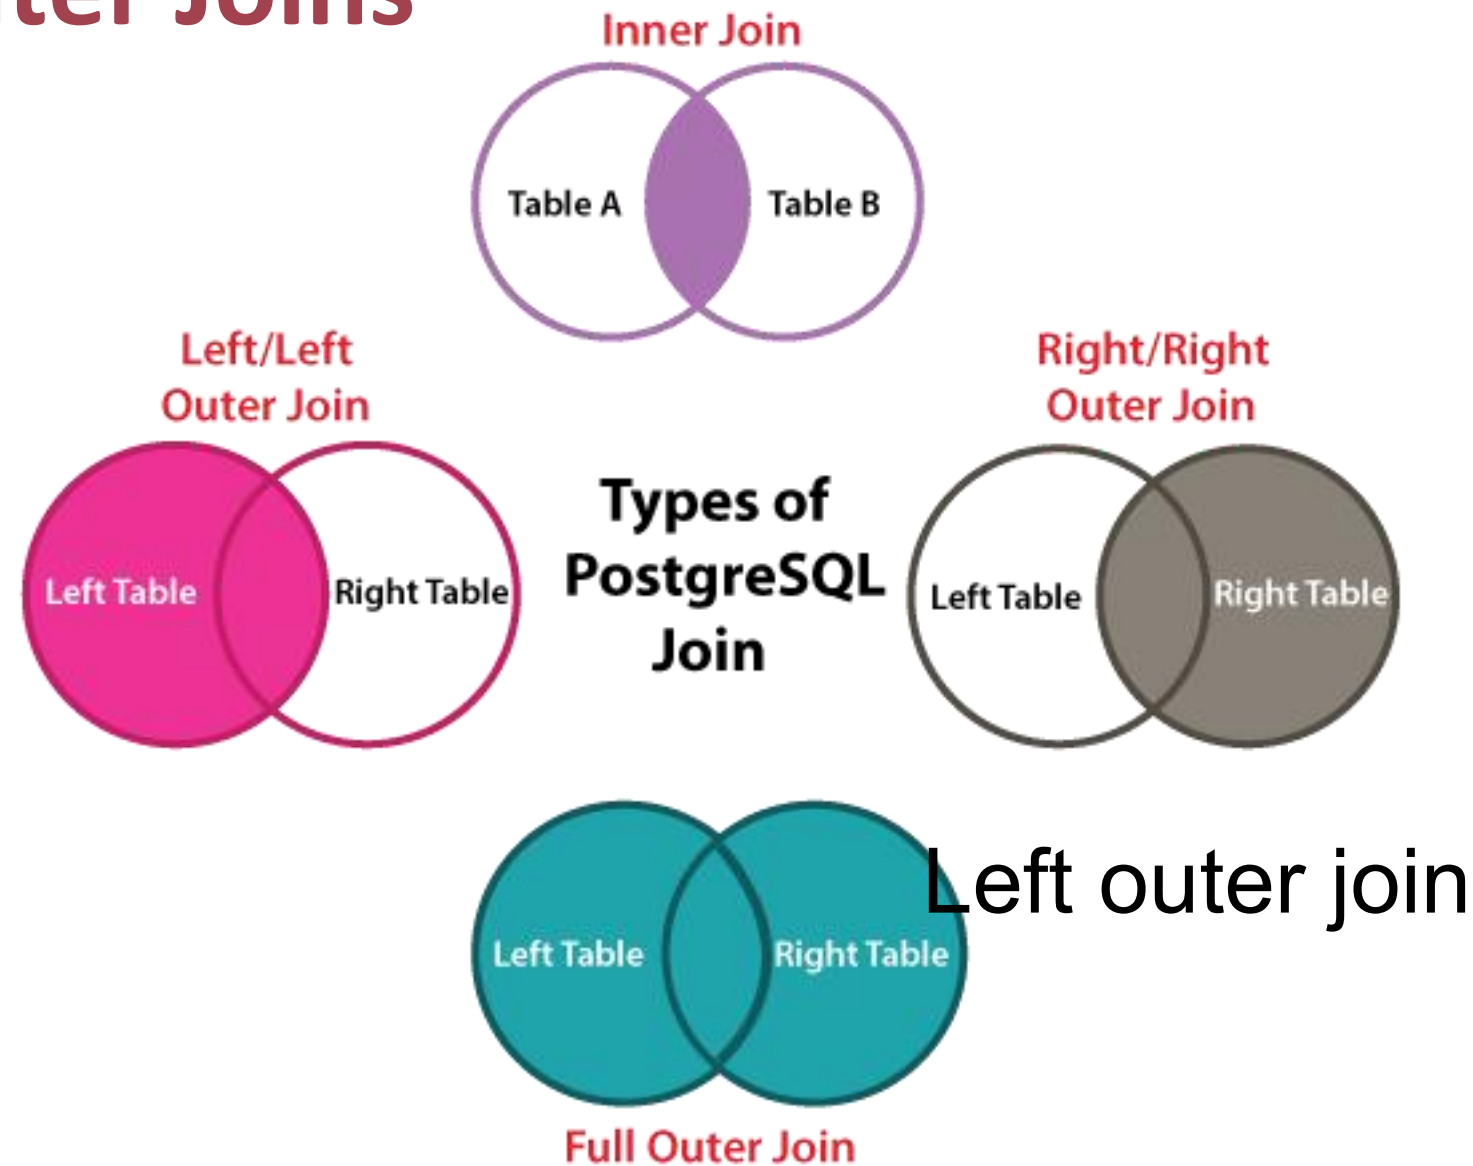 Joins
Inner Join
Table A
Table B
Left/Left
Outer Join
Right/Right
Outer Join
Left Table
Right Table
Types of
PostgreSQL
Join
Left Table
Right Table
Left outer join
Left Table
Right Table
Full Outer Join